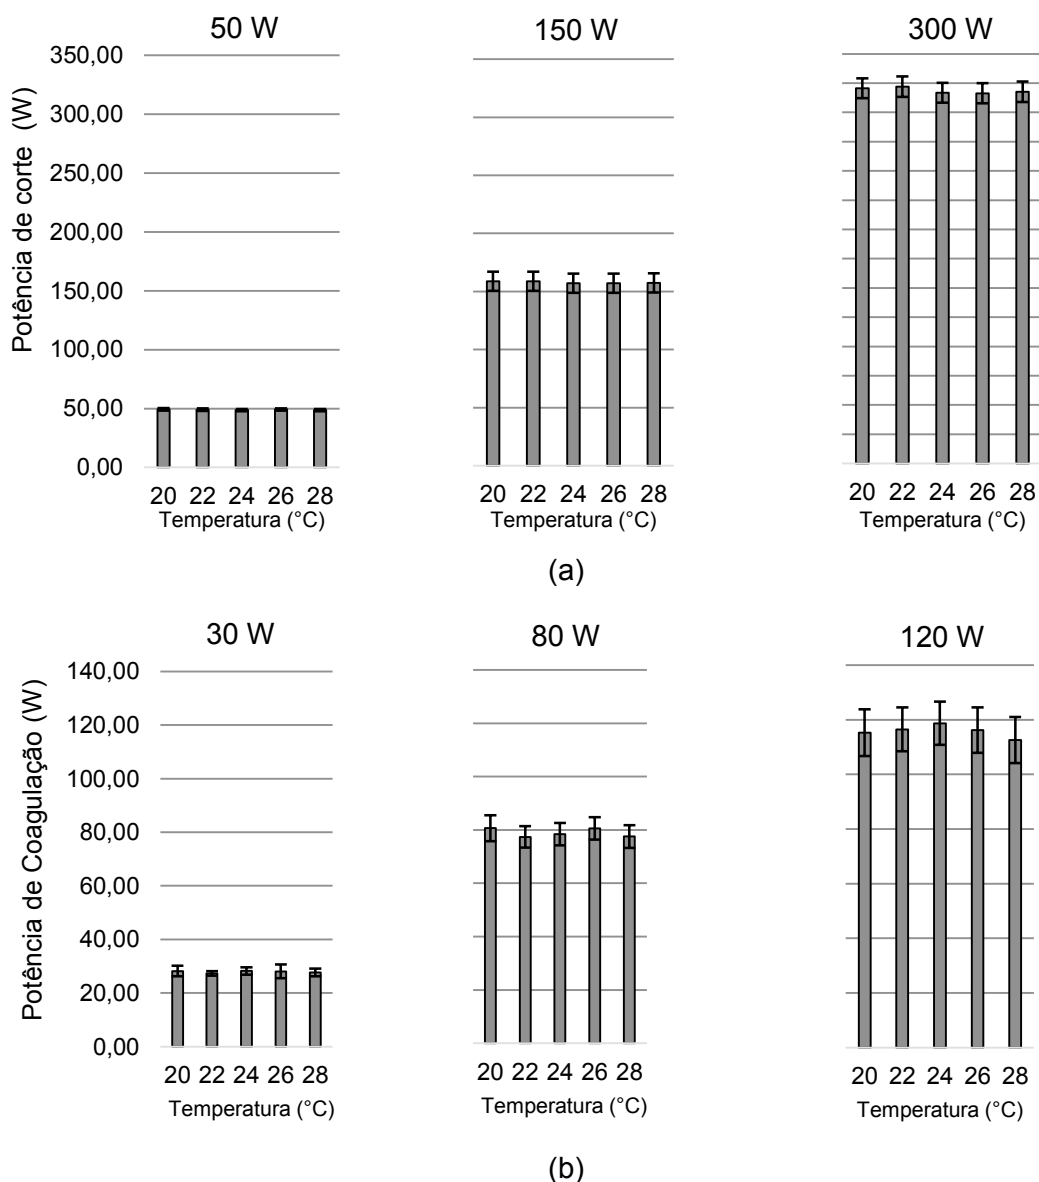 50 W
150 W
300 W
Potência de corte (W)
350,00
300,00
250,00
200,00
150,00
100,00
50,00
0,00
20 22 24 26 28
Temperatura (°C)
20 22 24 26 28
Temperatura (°C)
20 22 24 26 28
Temperatura (°C)
(a)
30 W
80 W
120 W
Potência de Coagulação (W)
140,00
120,00
100,00
80,00
60,00
40,00
20,00
0,00
20 22 24 26 28
Temperatura (°C)
20 22 24 26 28
Temperatura (°C)
20 22 24 26 28
Temperatura (°C)
(b)